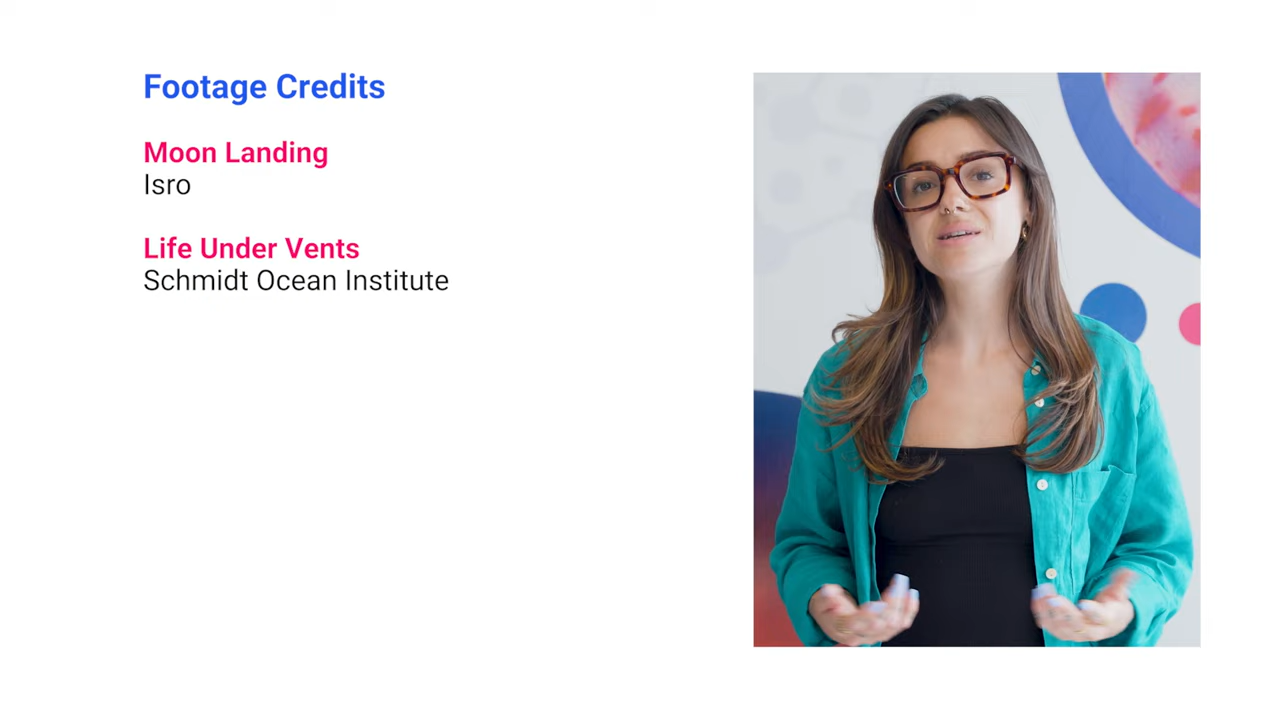 Footage Credits
Moon Landing
Isro
Life Under Vents
Schmidt Ocean Institute